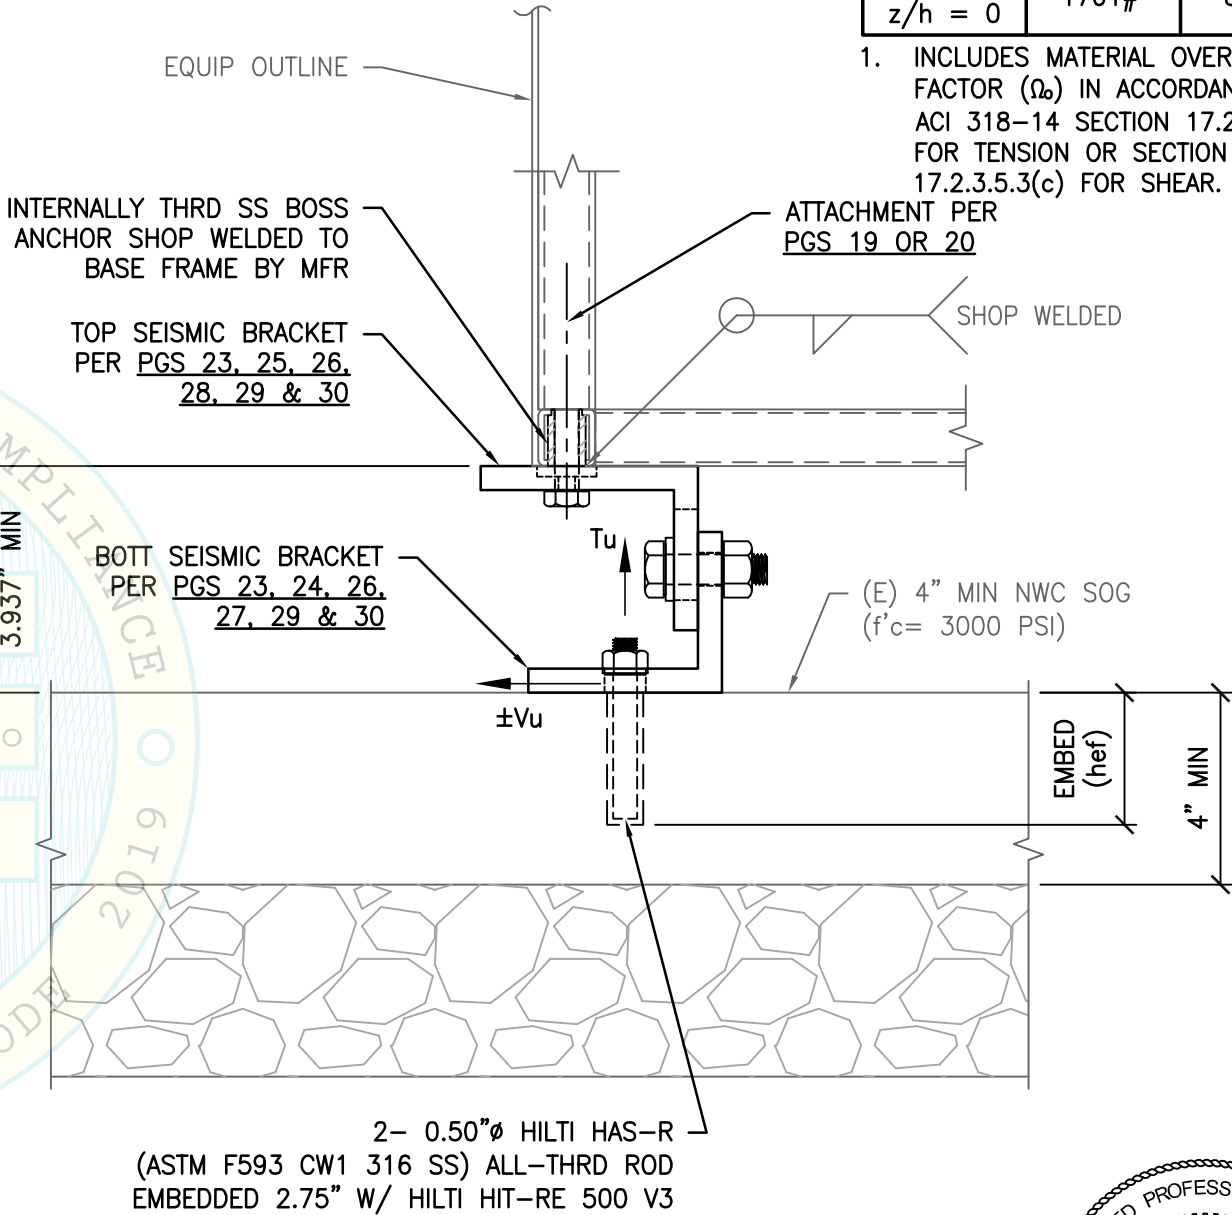 z/h = 0
1. INCLUDES MATERIAL OVER
FACTOR (Ωo) IN ACCORDAN
ACI 318-14 SECTION 17.2
FOR TENSION OR SECTION
17.2.3.5.3(c) FOR SHEAR.
EQUIP OUTLINE
INTERNALLY THRD SS BOSS
ANCHOR SHOP WELDED TO
BASE FRAME BY MFR
ATTACHMENT PER
PGS 19 OR 20
SHOP WELDED
TOP SEISMIC BRACKET
PER PGS 23, 25, 26,
28, 29 & 30
3.937" MIN
BOTT SEISMIC BRACKET
PER PGS 23, 24, 26,
27, 29 & 30
Tu
±Vu
(E) 4" MIN NWC SOG
(f'c= 3000 PSI)
EMBED
(hef)
4" MIN
2- 0.50"ø HILTI HAS-R
(ASTM F593 CW1 316 SS) ALL-THRD ROD
EMBEDDED 2.75" W/ HILTI HIT-RE 500 V3
MPLIANCE
2019
ODE
ED PROFESS